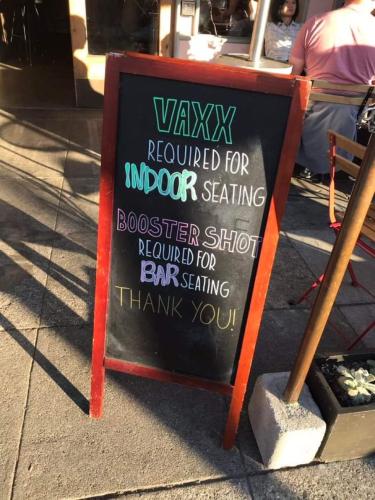 VAXX
REQUIRED FOR
INDOOR SEATING
BOOSTER SHOT
REQUIRED FOR
BAR SEATING
THANK YOU!